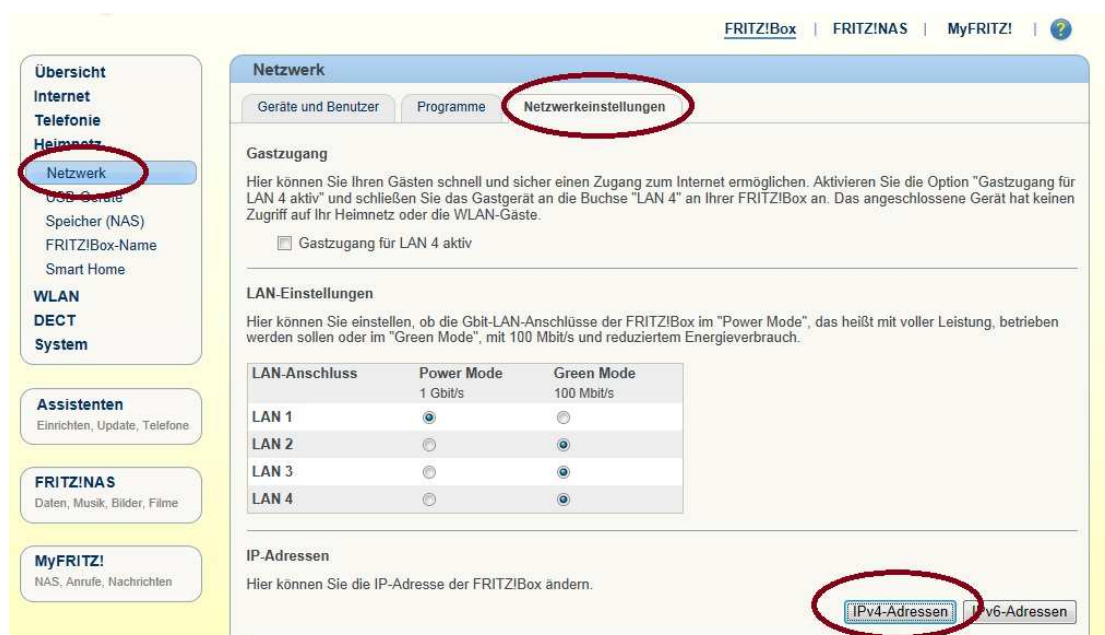 FRITZ!Box | FRITZ!NAS | MyFRITZ! | ?
Übersicht
Internet
Telefonie
Heimnetz
Netzwerk
USB-Geräte
Speicher (NAS)
FRITZ!Box-Name
Smart Home
WLAN
DECT
System
Assistenten
Einrichten, Update, Telefone
FRITZ!NAS
Daten, Musik, Bilder, Filme
MyFRITZ!
NAS, Anrufe, Nachrichten
Netzwerk
Geräte und Benutzer Programme Netzwerkeinstellungen
Gastzugang
Hier können Sie Ihren Gästen schnell und sicher einen Zugang zum Internet ermöglichen. Aktivieren Sie die Option "Gastzugang für
LAN 4 aktiv" und schließen Sie das Gastgerät an die Buchse "LAN 4" an Ihrer FRITZ!Box an. Das angeschlossene Gerät hat keinen
Zugriff auf Ihr Heimnetz oder die WLAN-Gäste.
Gastzugang für LAN 4 aktiv
LAN-Einstellungen
Hier können Sie einstellen, ob die Gbit-LAN-Anschlüsse der FRITZ!Box im "Power Mode", das heißt mit voller Leistung, betrieben
werden sollen oder im "Green Mode", mit 100 Mbit/s und reduziertem Energieverbrauch.
LAN-Anschluss Power Mode Green Mode
1 Gbit/s 100 Mbit/s
LAN 1
LAN 2
LAN 3
LAN 4
IP-Adressen
Hier können Sie die IP-Adresse der FRITZ!Box ändern.
IPv4-Adressen IPv6-Adressen